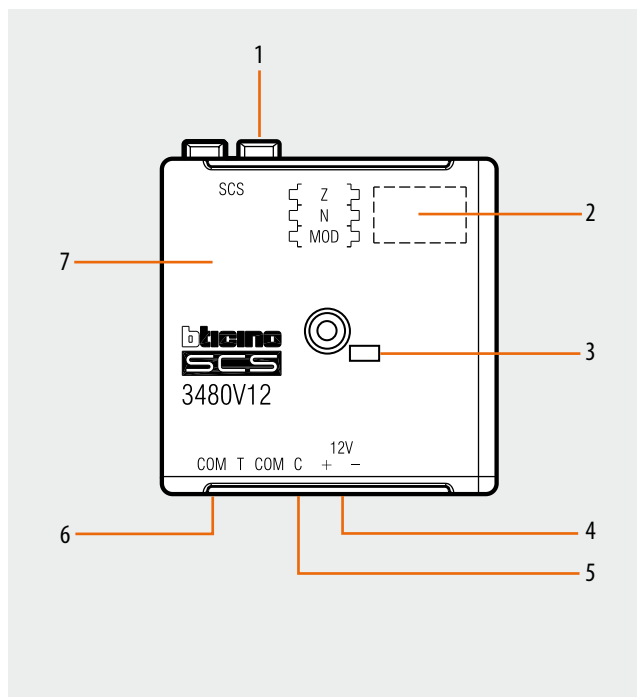 1
SCS
Z
N
MOD
2
7
3
bticino
SCS
3480V12
12V
COM T COM C + −
6
4
5